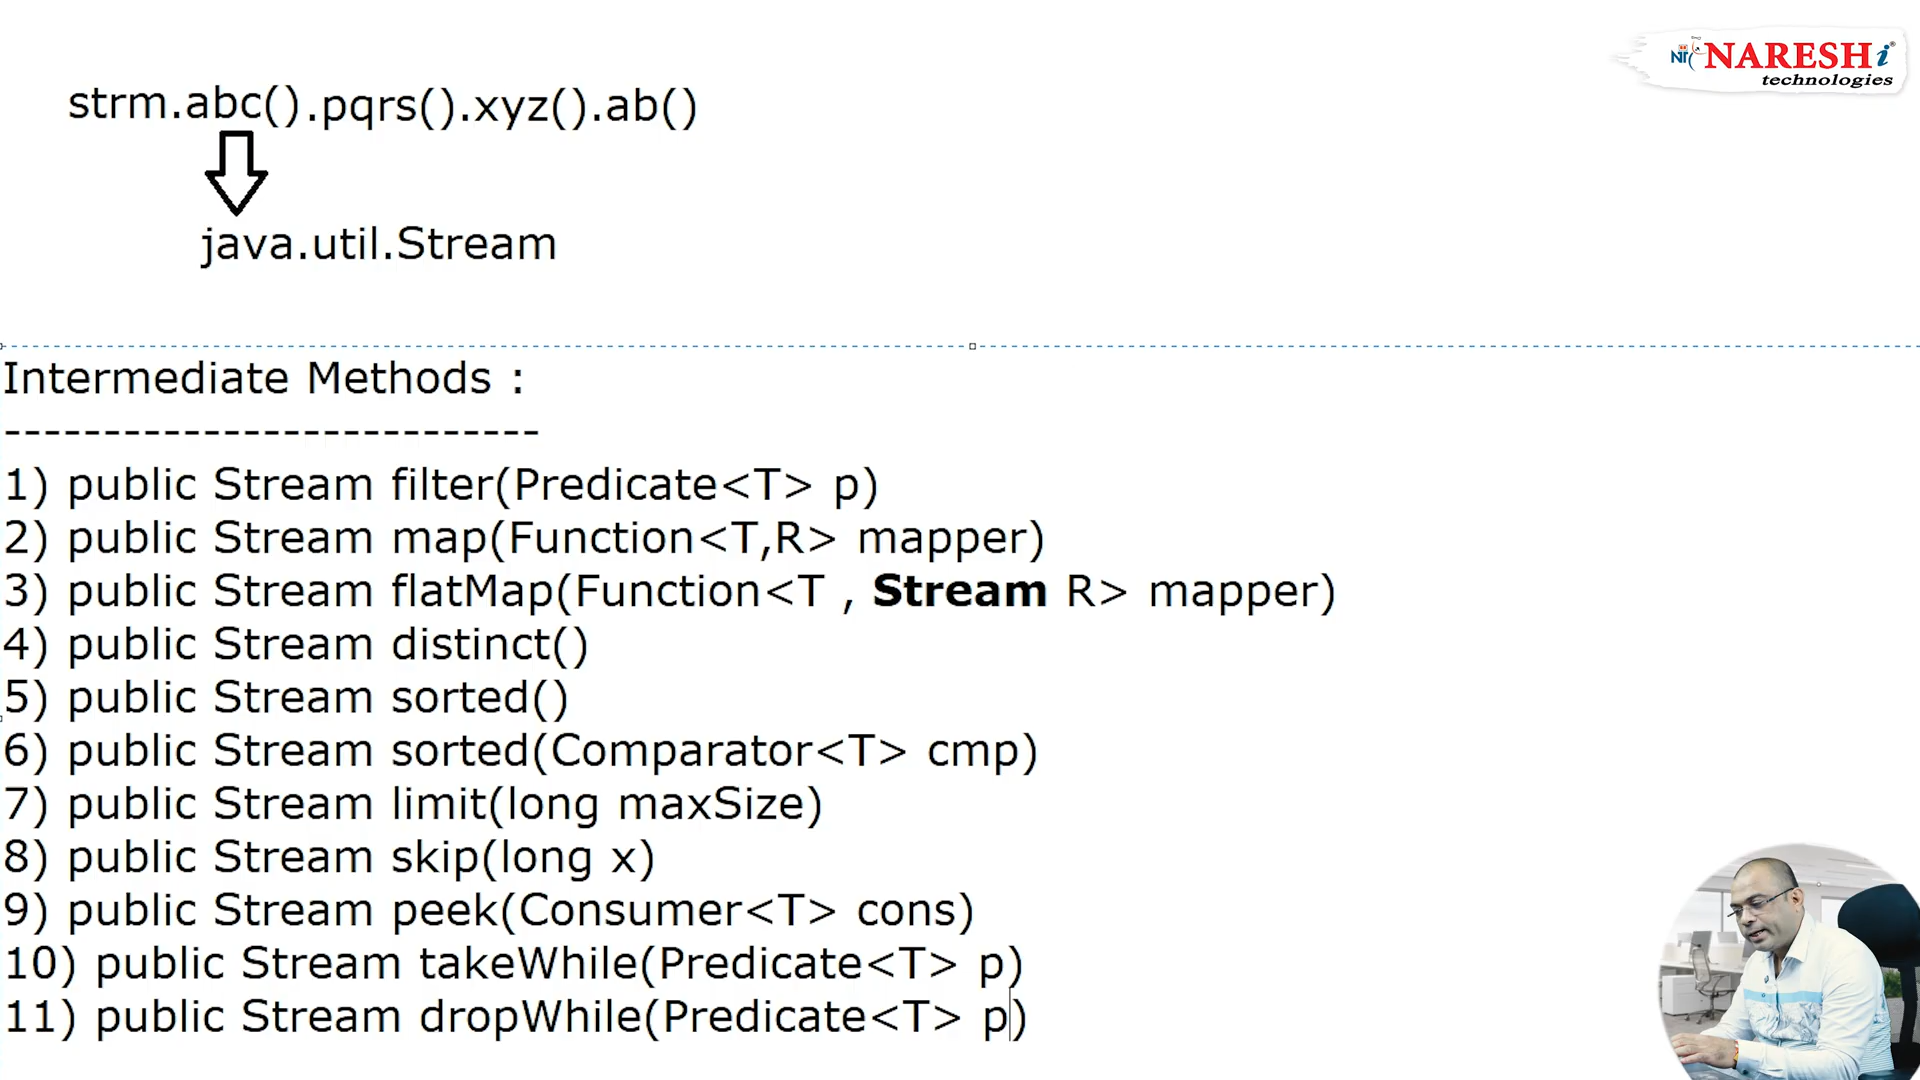 NARESH i
technologies
strm.abc().pqrs().xyz().ab()
java.util.Stream
Intermediate Methods :
---------------------------
1) public Stream filter(Predicate<T> p)
2) public Stream map(Function<T,R> mapper)
3) public Stream flatMap(Function<T , Stream R> mapper)
4) public Stream distinct()
5) public Stream sorted()
6) public Stream sorted(Comparator<T> cmp)
7) public Stream limit(long maxSize)
8) public Stream skip(long x)
9) public Stream peek(Consumer<T> cons)
10) public Stream takeWhile(Predicate<T> p)
11) public Stream dropWhile(Predicate<T> p)